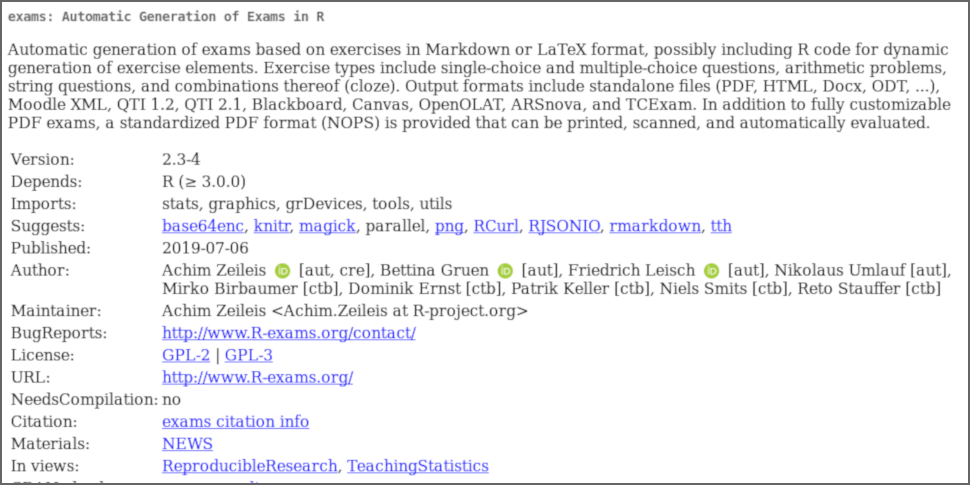 exams: Automatic Generation of Exams in R
Automatic generation of exams based on exercises in Markdown or LaTeX format, possibly including R code for dynamic
generation of exercise elements. Exercise types include single-choice and multiple-choice questions, arithmetic problems,
string questions, and combinations thereof (cloze). Output formats include standalone files (PDF, HTML, Docx, ODT, ...),
Moodle XML, QTI 1.2, QTI 2.1, Blackboard, Canvas, OpenOLAT, ARSnova, and TCExam. In addition to fully customizable
PDF exams, a standardized PDF format (NOPS) is provided that can be printed, scanned, and automatically evaluated.
Version: 2.3-4
Depends: R (≥ 3.0.0)
Imports: stats, graphics, grDevices, tools, utils
Suggests: base64enc, knitr, magick, parallel, png, RCurl, RJSONIO, rmarkdown, tth
Published: 2019-07-06
Author: Achim Zeileis iD [aut, cre], Bettina Gruen iD [aut], Friedrich Leisch iD [aut], Nikolaus Umlauf [aut],
Mirko Birbaumer [ctb], Dominik Ernst [ctb], Patrik Keller [ctb], Niels Smits [ctb], Reto Stauffer [ctb]
Maintainer: Achim Zeileis <Achim.Zeileis at R-project.org>
BugReports: http://www.R-exams.org/contact/
License: GPL-2 | GPL-3
URL: http://www.R-exams.org/
NeedsCompilation: no
Citation: exams citation info
Materials: NEWS
In views: ReproducibleResearch, TeachingStatistics